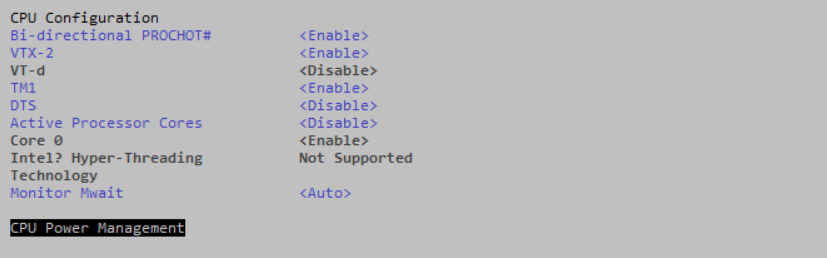 CPU Configuration
Bi-directional PROCHOT# <Enable>
VTX-2 <Enable>
VT-d <Disable>
TM1 <Enable>
DTS <Disable>
Active Processor Cores <Disable>
Core 0 <Enable>
Intel? Hyper-Threading Not Supported
Technology
Monitor Mwait <Auto>
CPU Power Management